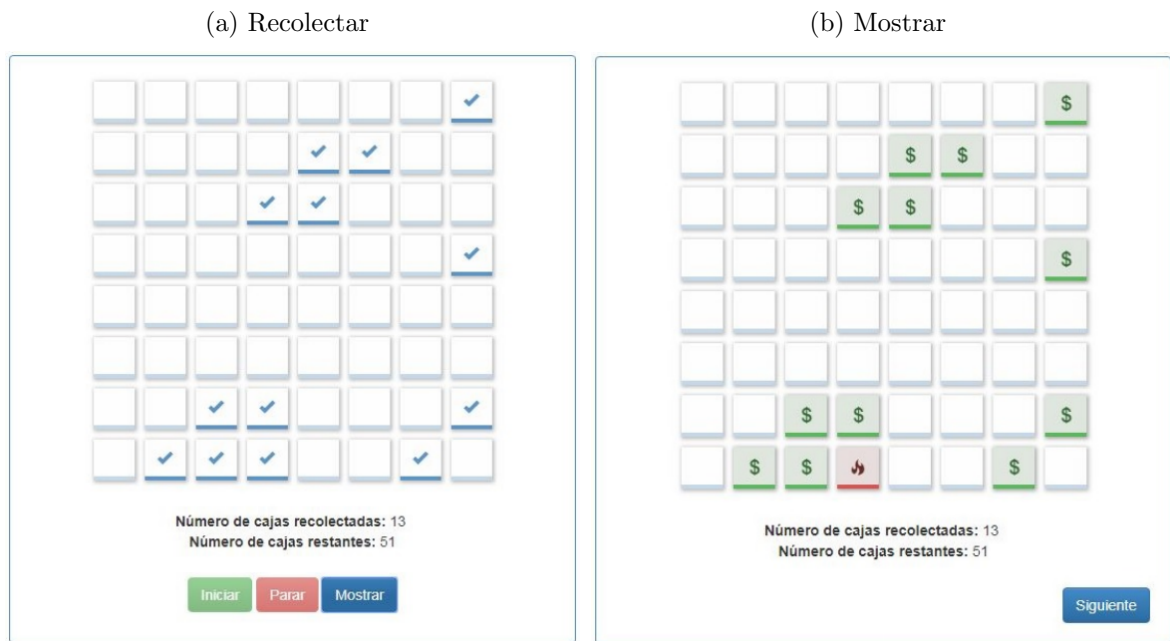 (a) Recolectar
(b) Mostrar
Número de cajas recolectadas: 13
Número de cajas restantes: 51
Iniciar
Parar
Mostrar
$
$ $
$ $
$
$ $ $
$ $ $
Número de cajas recolectadas: 13
Número de cajas restantes: 51
Siguiente